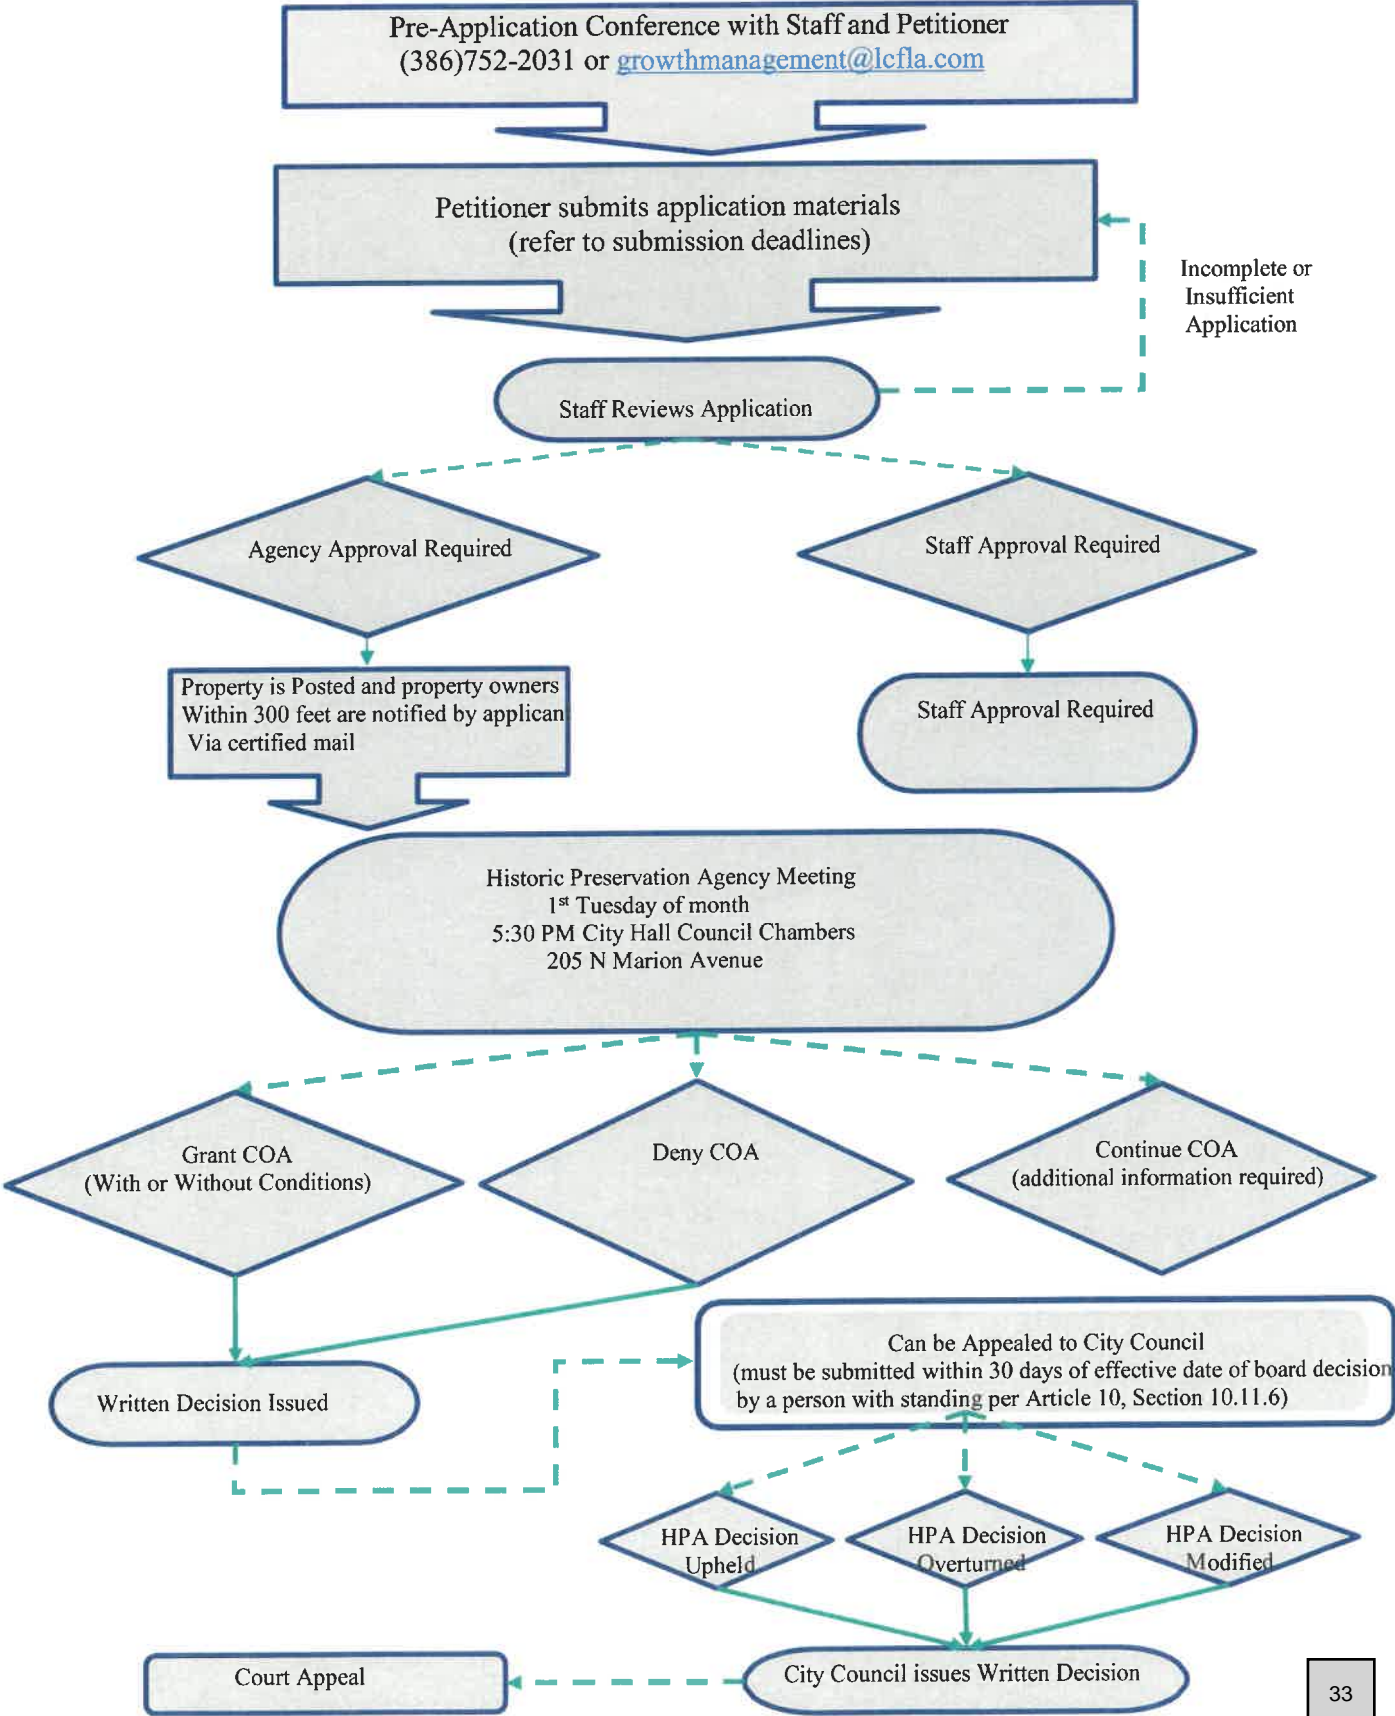 Pre-Application Conference with Staff and Petitioner
(386)752-2031 or growthmanagement@lcfla.com
Petitioner submits application materials
(refer to submission deadlines)
Incomplete or
Insufficient
Application
Staff Reviews Application
Agency Approval Required
Staff Approval Required
Property is Posted and property owners
Within 300 feet are notified by applican
Via certified mail
Staff Approval Required
Historic Preservation Agency Meeting
1st Tuesday of month
5:30 PM City Hall Council Chambers
205 N Marion Avenue
Grant COA
(With or Without Conditions)
Deny COA
Continue COA
(additional information required)
Can be Appealed to City Council
(must be submitted within 30 days of effective date of board decision
by a person with standing per Article 10, Section 10.11.6)
Written Decision Issued
HPA Decision
Upheld
HPA Decision
Overturned
HPA Decision
Modified
Court Appeal
City Council issues Written Decision
33